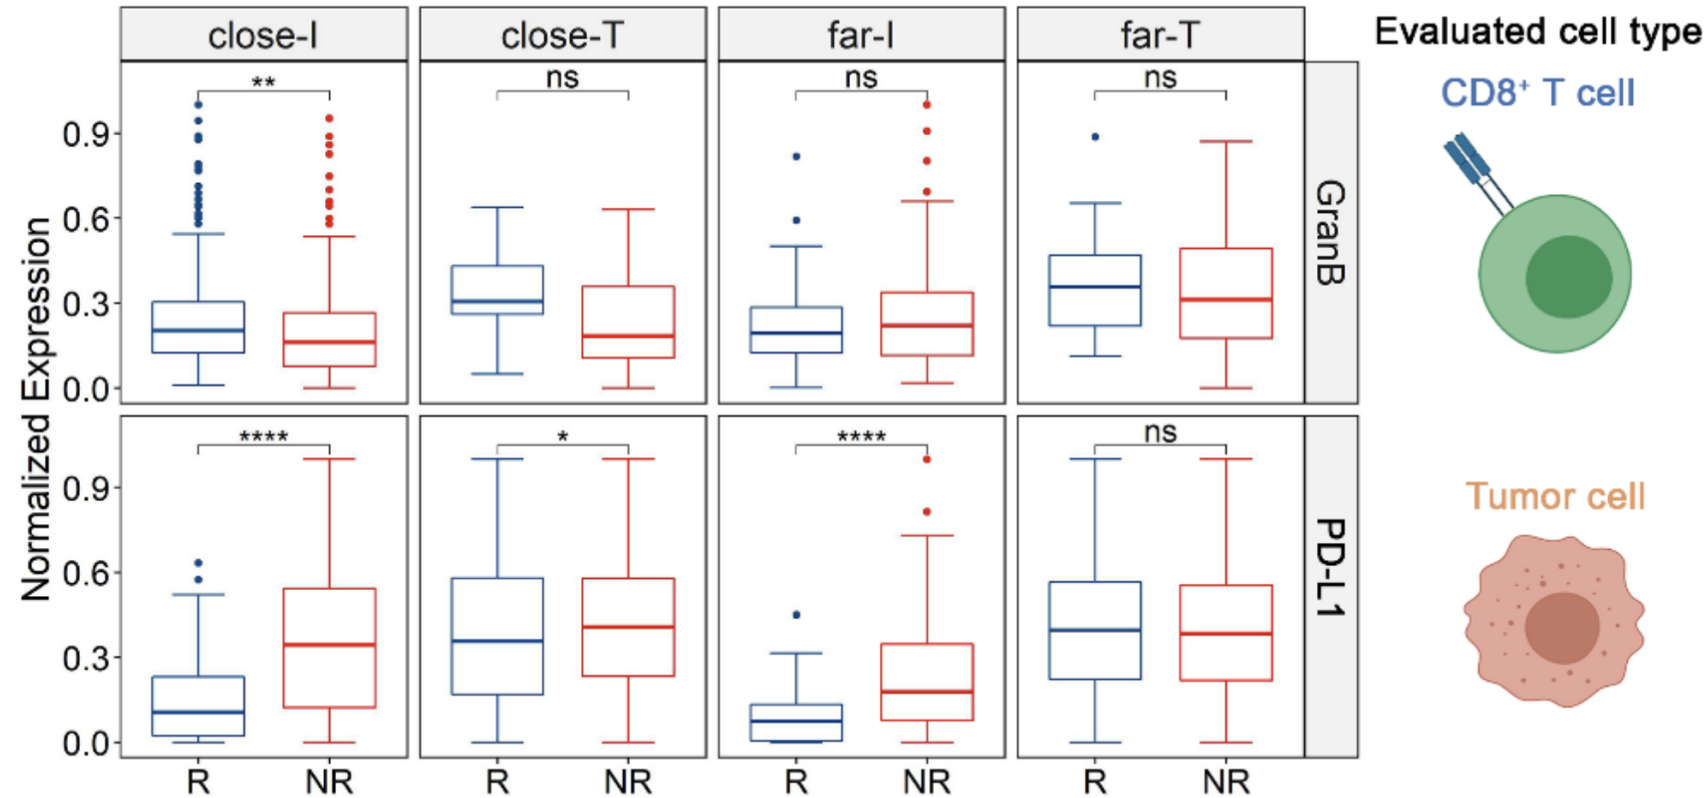 close-I
close-T
far-I
far-T
Evaluated cell type
**
ns
ns
ns
CD8⁺ T cell
0.9
0.6
0.3
0.0
GranB
Normalized Expression
****
*
****
ns
0.9
0.6
0.3
0.0
PD-L1
Tumor cell
R
NR
R
NR
R
NR
R
NR